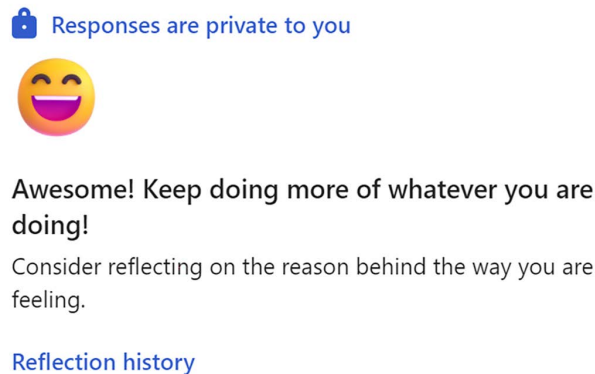 Responses are private to you
Awesome! Keep doing more of whatever you are
doing!
Consider reflecting on the reason behind the way you are
feeling.
Reflection history